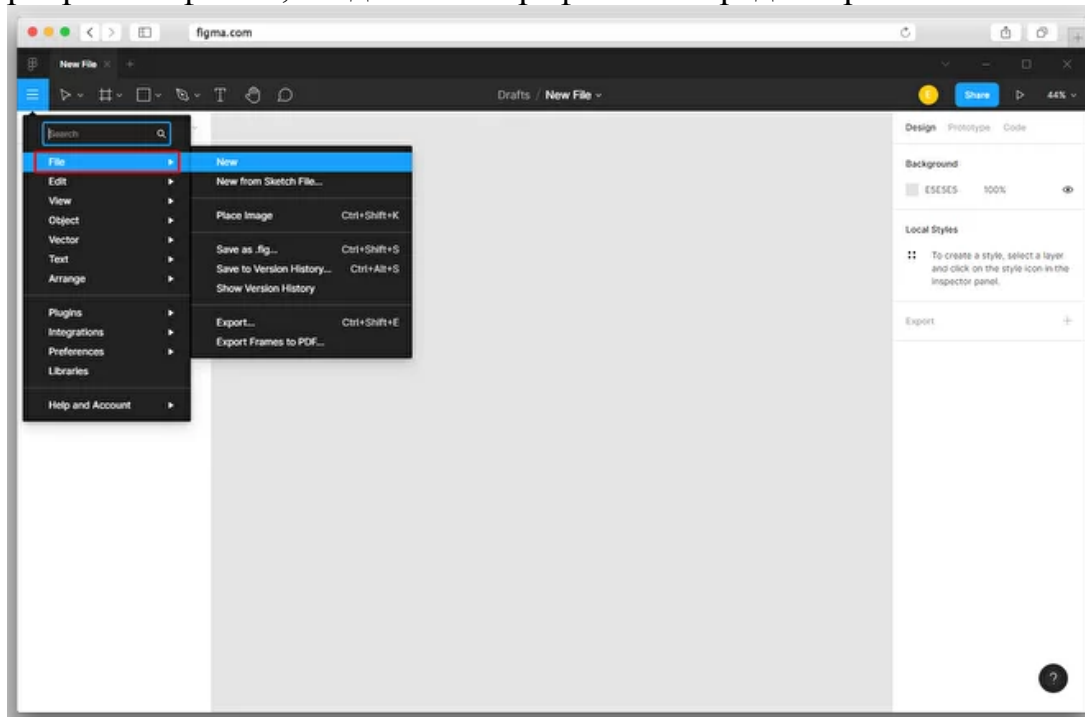 figma.com
New File
Drafts / New File
E
Share
44%
Search
File
Edit
View
Object
Vector
Text
Arrange
Plugins
Integrations
Preferences
Libraries
Help and Account
New
New from Sketch File...
Place Image Ctrl+Shift+K
Save as .fig... Ctrl+Shift+S
Save to Version History... Ctrl+Alt+S
Show Version History
Export... Ctrl+Shift+E
Export Frames to PDF...
Design Prototype Code
Background
E5E5E5 100%
Local Styles
To create a style, select a layer
and click on the style icon in the
inspector panel.
Export
?